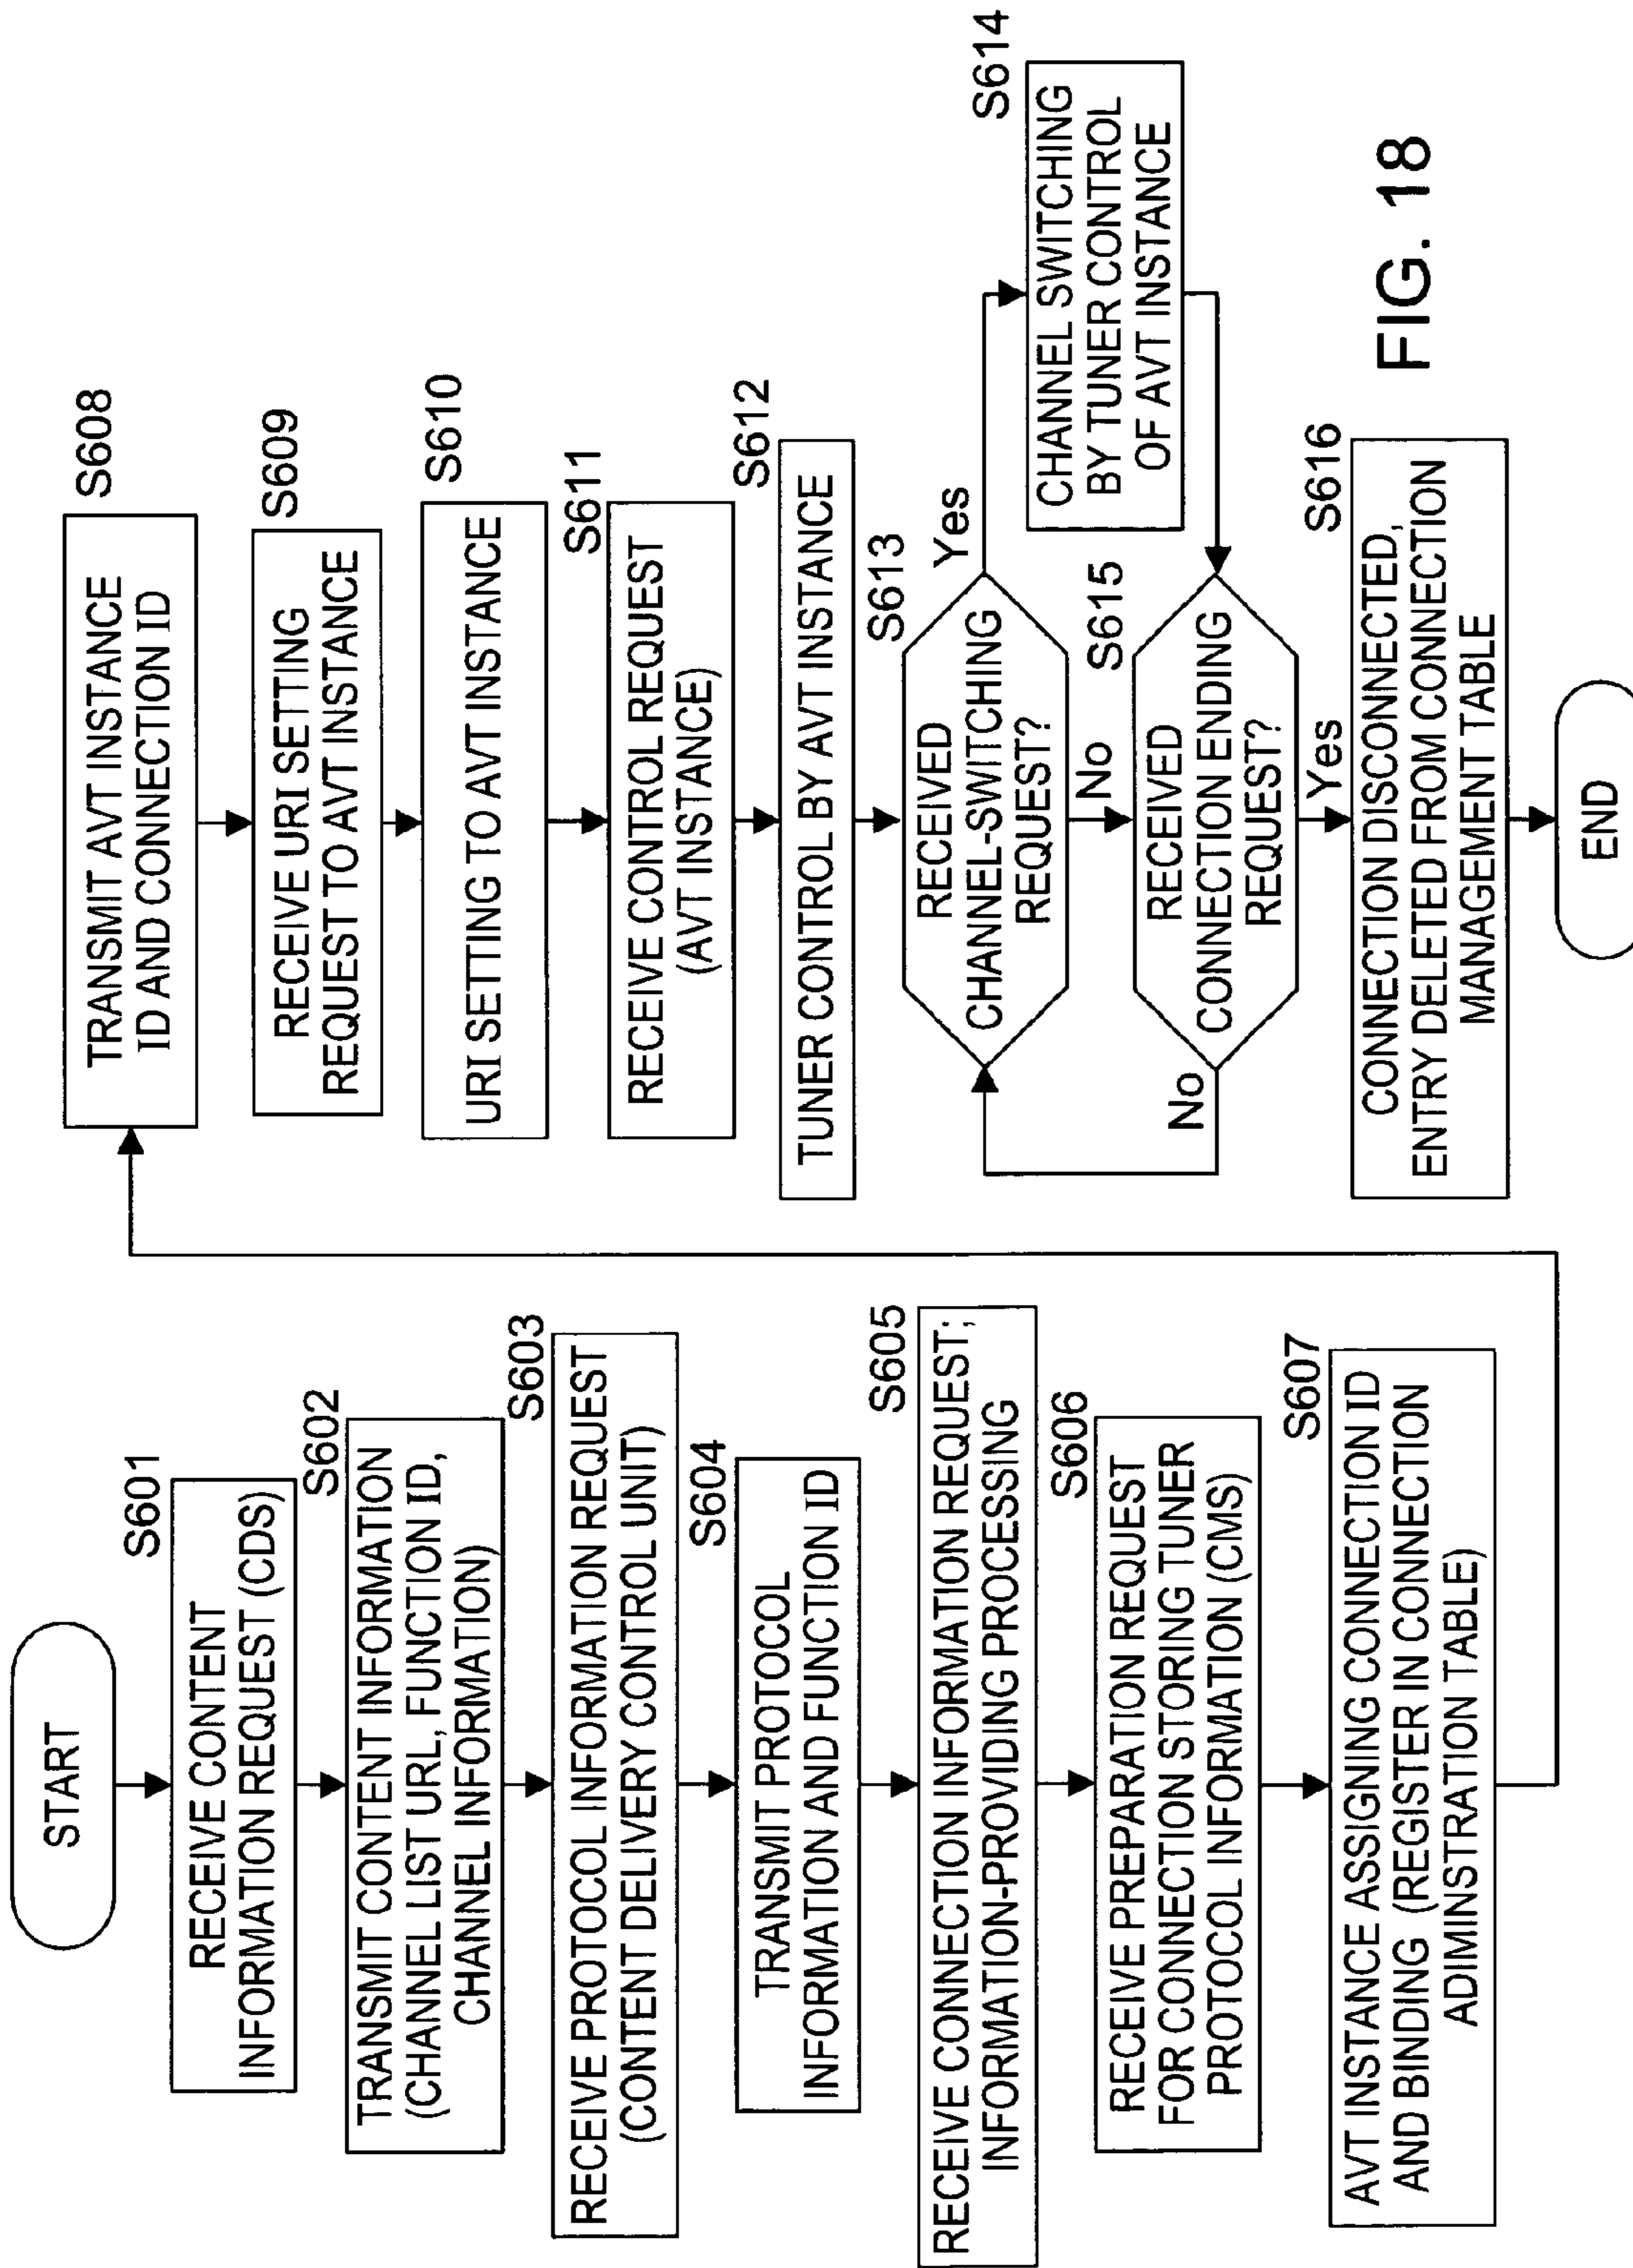 START
S601
RECEIVE CONTENT
INFORMATION REQUEST (CDS)
S602
TRANSMIT CONTENT INFORMATION
(CHANNEL LIST URL, FUNCTION ID,
CHANNEL INFORMATION)
S603
RECEIVE PROTOCOL INFORMATION REQUEST
(CONTENT DELIVERY CONTROL UNIT)
S604
TRANSMIT PROTOCOL
INFORMATION AND FUNCTION ID
S605
RECEIVE CONNECTION INFORMATION REQUEST;
INFORMATION-PROVIDING PROCESSING
S606
RECEIVE PREPARATION REQUEST
FOR CONNECTION STORING TUNER
PROTOCOL INFORMATION (CMS)
S607
AVT INSTANCE ASSIGNING CONNECTION ID
AND BINDING (REGISTER IN CONNECTION
ADIMINSTRATION TABLE)
S608
TRANSMIT AVT INSTANCE
ID AND CONNECTION ID
S609
RECEIVE URI SETTING
REQUEST TO AVT INSTANCE
S610
URI SETTING TO AVT INSTANCE
S611
RECEIVE CONTROL REQUEST
(AVT INSTANCE)
S612
TUNER CONTROL BY AVT INSTANCE
S613
RECEIVED
CHANNEL-SWITCHING
REQUEST?
Yes
No
S614
CHANNEL SWITCHING
BY TUNER CONTROL
OF AVT INSTANCE
S615
RECEIVED
CONNECTION ENDING
REQUEST?
No
Yes
S616
CONNECTION DISCONNECTED,
ENTRY DELETED FROM CONNECTION
MANAGEMENT TABLE
END
FIG. 18